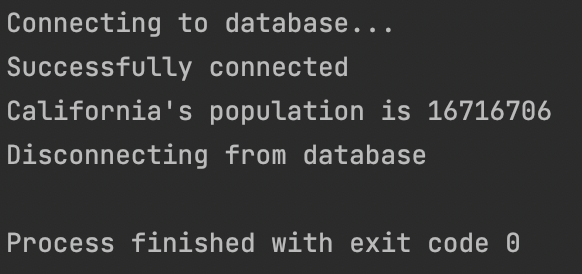 Connecting to database...
Successfully connected
California's population is 16716706
Disconnecting from database
Process finished with exit code 0